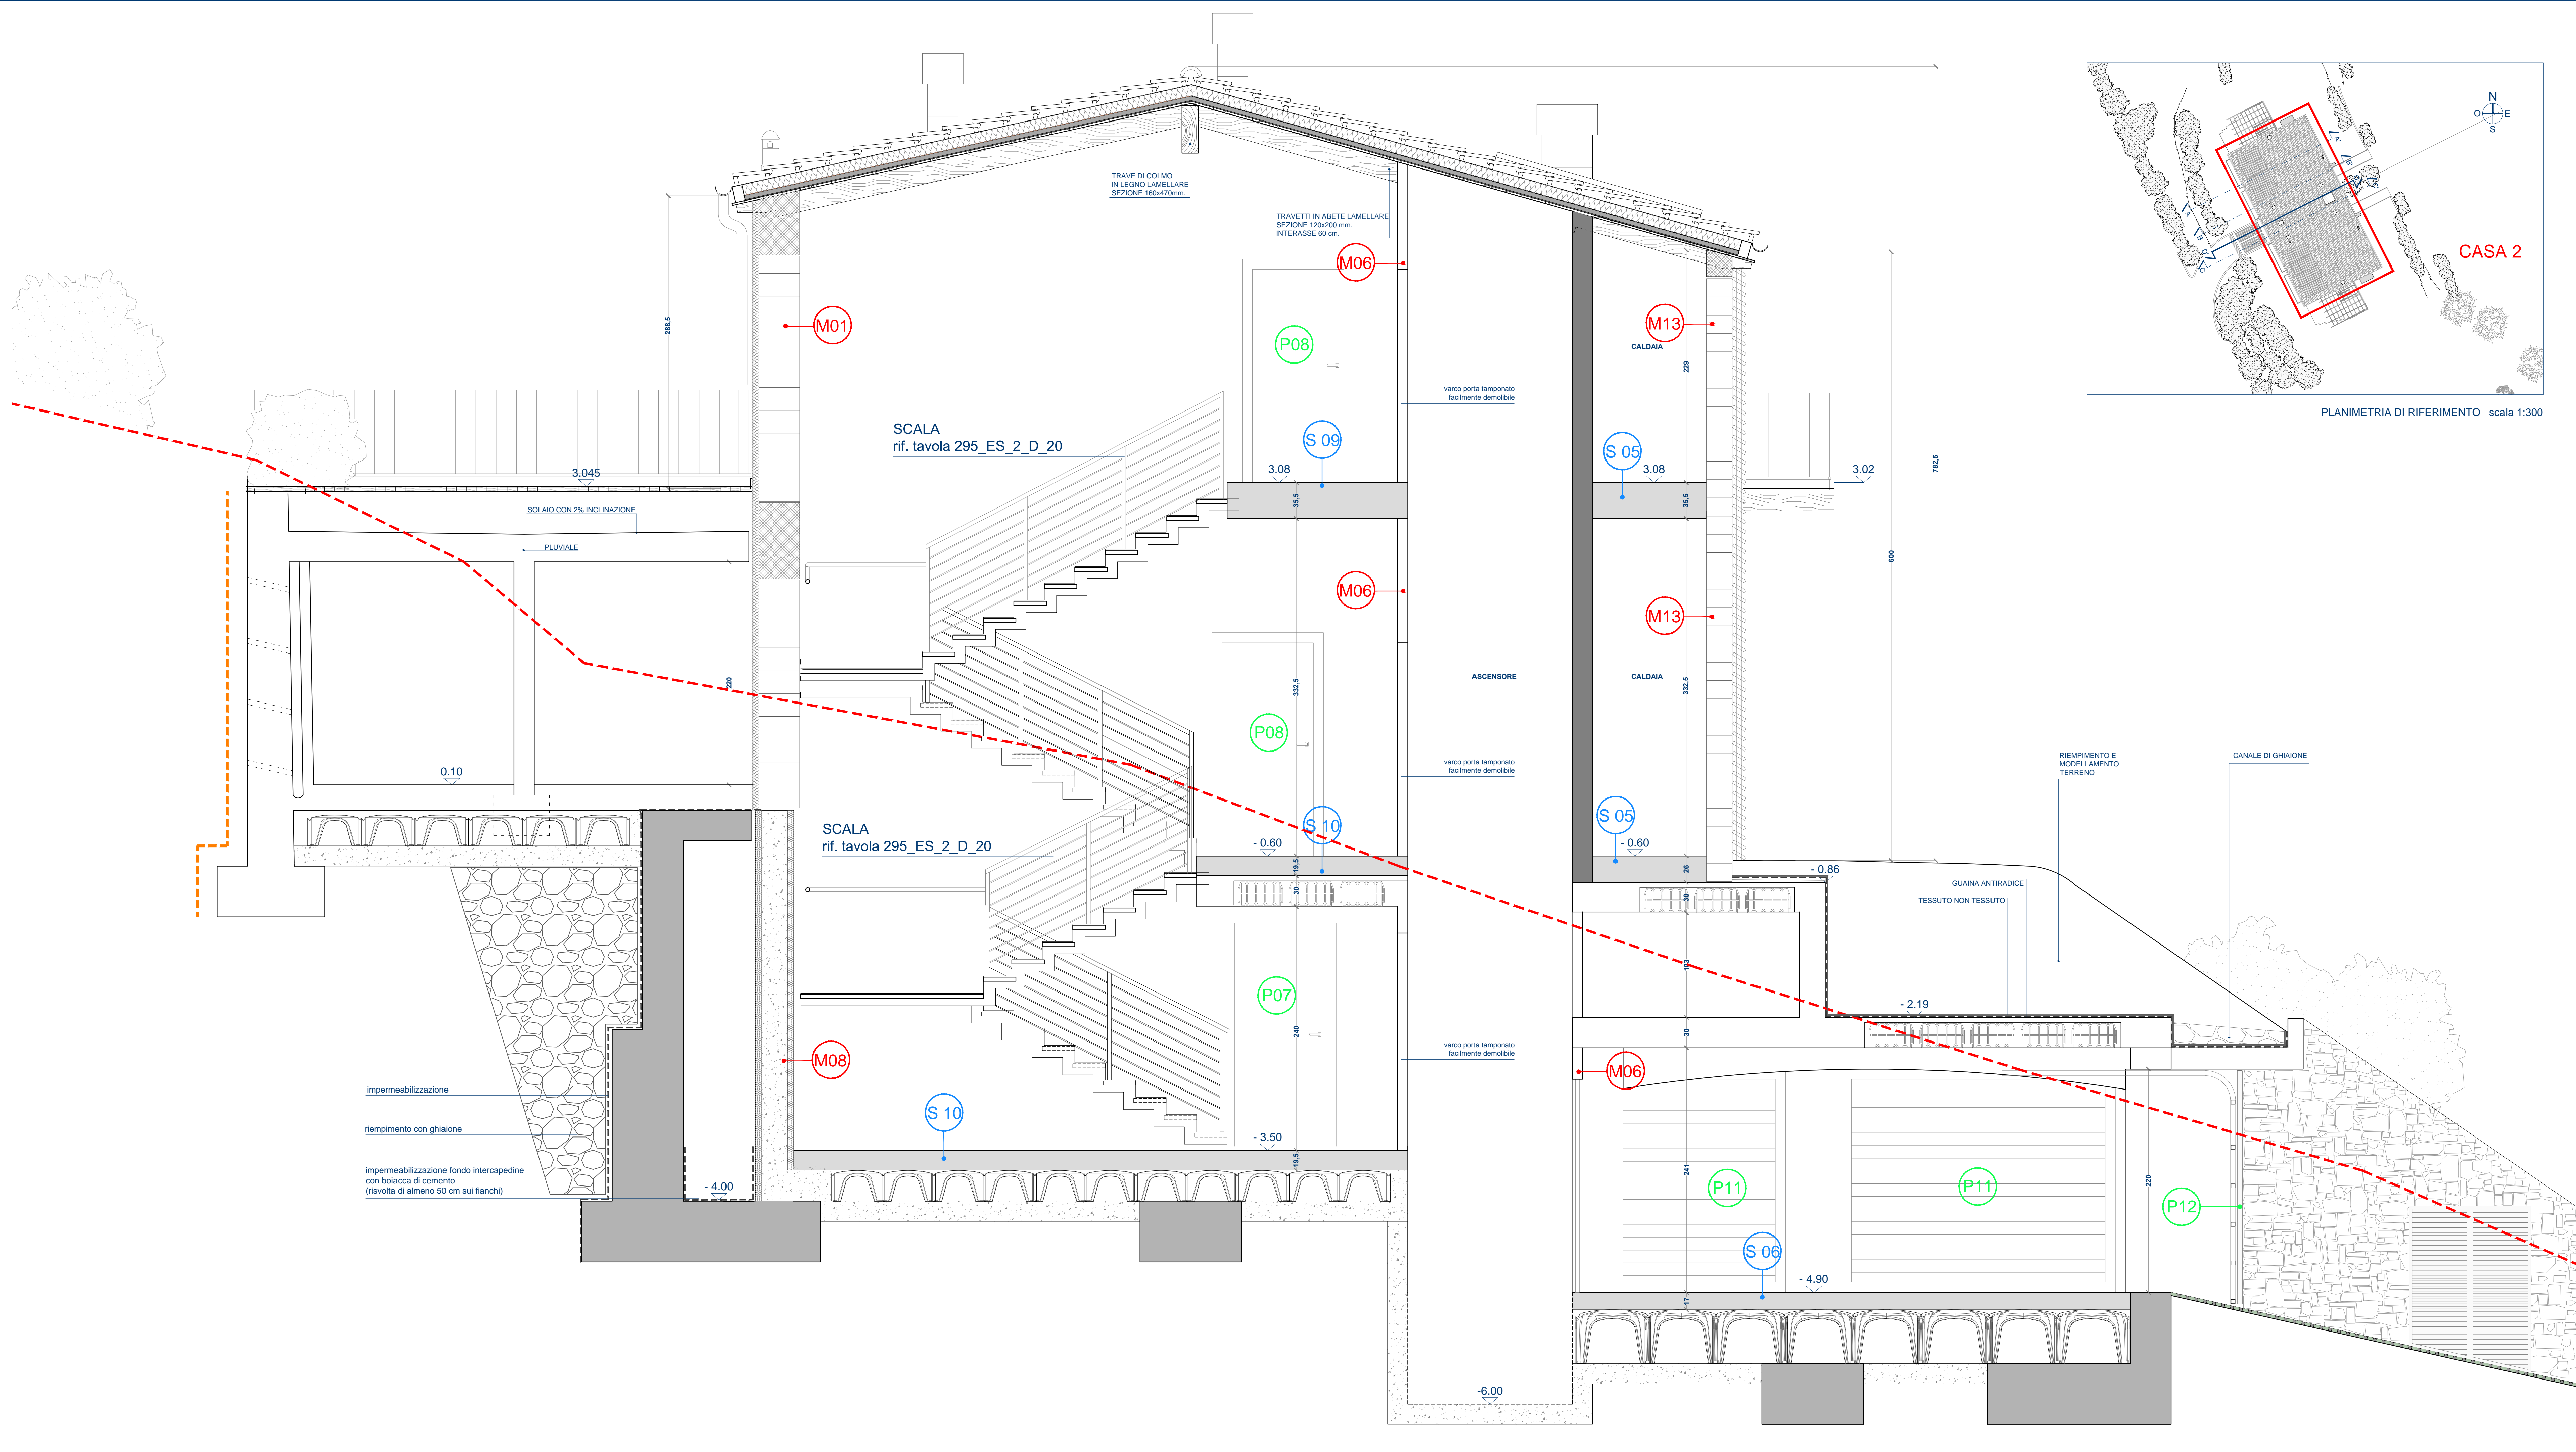 TRAVE DI COLMO
IN LEGNO LAMELLARE
SEZIONE 160x470mm.
TRAVETTI IN ABETE LAMELLARE
SEZIONE 120x200 mm.
INTERASSE 60 cm.
M06
M01
M13
CALDAIA
P08
288,5
229
varco porta tamponato
facilmente demolibile
SCALA
rif. tavola 295_ES_2_D_20
S 09
S 05
3.045
3.08
3.08
3.02
782,5
35,5
35,5
SOLAIO CON 2% INCLINAZIONE
PLUVIALE
600
M06
M13
220
332,5
ASCENSORE
CALDAIA
332,5
P08
0.10
varco porta tamponato
facilmente demolibile
RIEMPIMENTO E
MODELLAMENTO
TERRENO
CANALE DI GHIAIONE
SCALA
rif. tavola 295_ES_2_D_20
S 10
S 05
- 0.60
- 0.60
19,5
26
- 0.86
30
30
GUAINA ANTIRADICE
TESSUTO NON TESSUTO
103
P07
- 2.19
240
30
varco porta tamponato
facilmente demolibile
M08
M06
impermeabilizzazione
S 10
riempimento con ghiaione
- 3.50
19,5
impermeabilizzazione fondo intercapedine
con boiacca di cemento
(risvolta di almeno 50 cm sui fianchi)
- 4.00
241
P11
P11
220
P12
S 06
- 4.90
17
-6.00
N
O
E
S
A'
B'
A
B
D'
C
CASA 2
PLANIMETRIA DI RIFERIMENTO scala 1:300